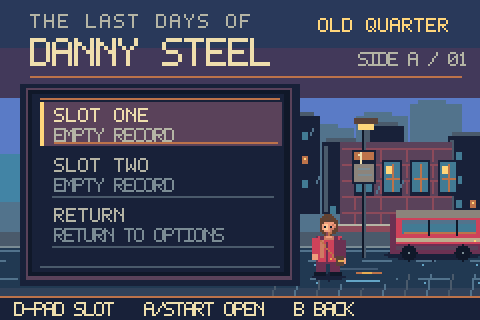 THE LAST DAYS OF
DANNY STEEL
OLD QUARTER
SIDE A / 01
SLOT ONE
EMPTY RECORD
SLOT TWO
EMPTY RECORD
RETURN
RETURN TO OPTIONS
D-PAD SLOT A/START OPEN B BACK